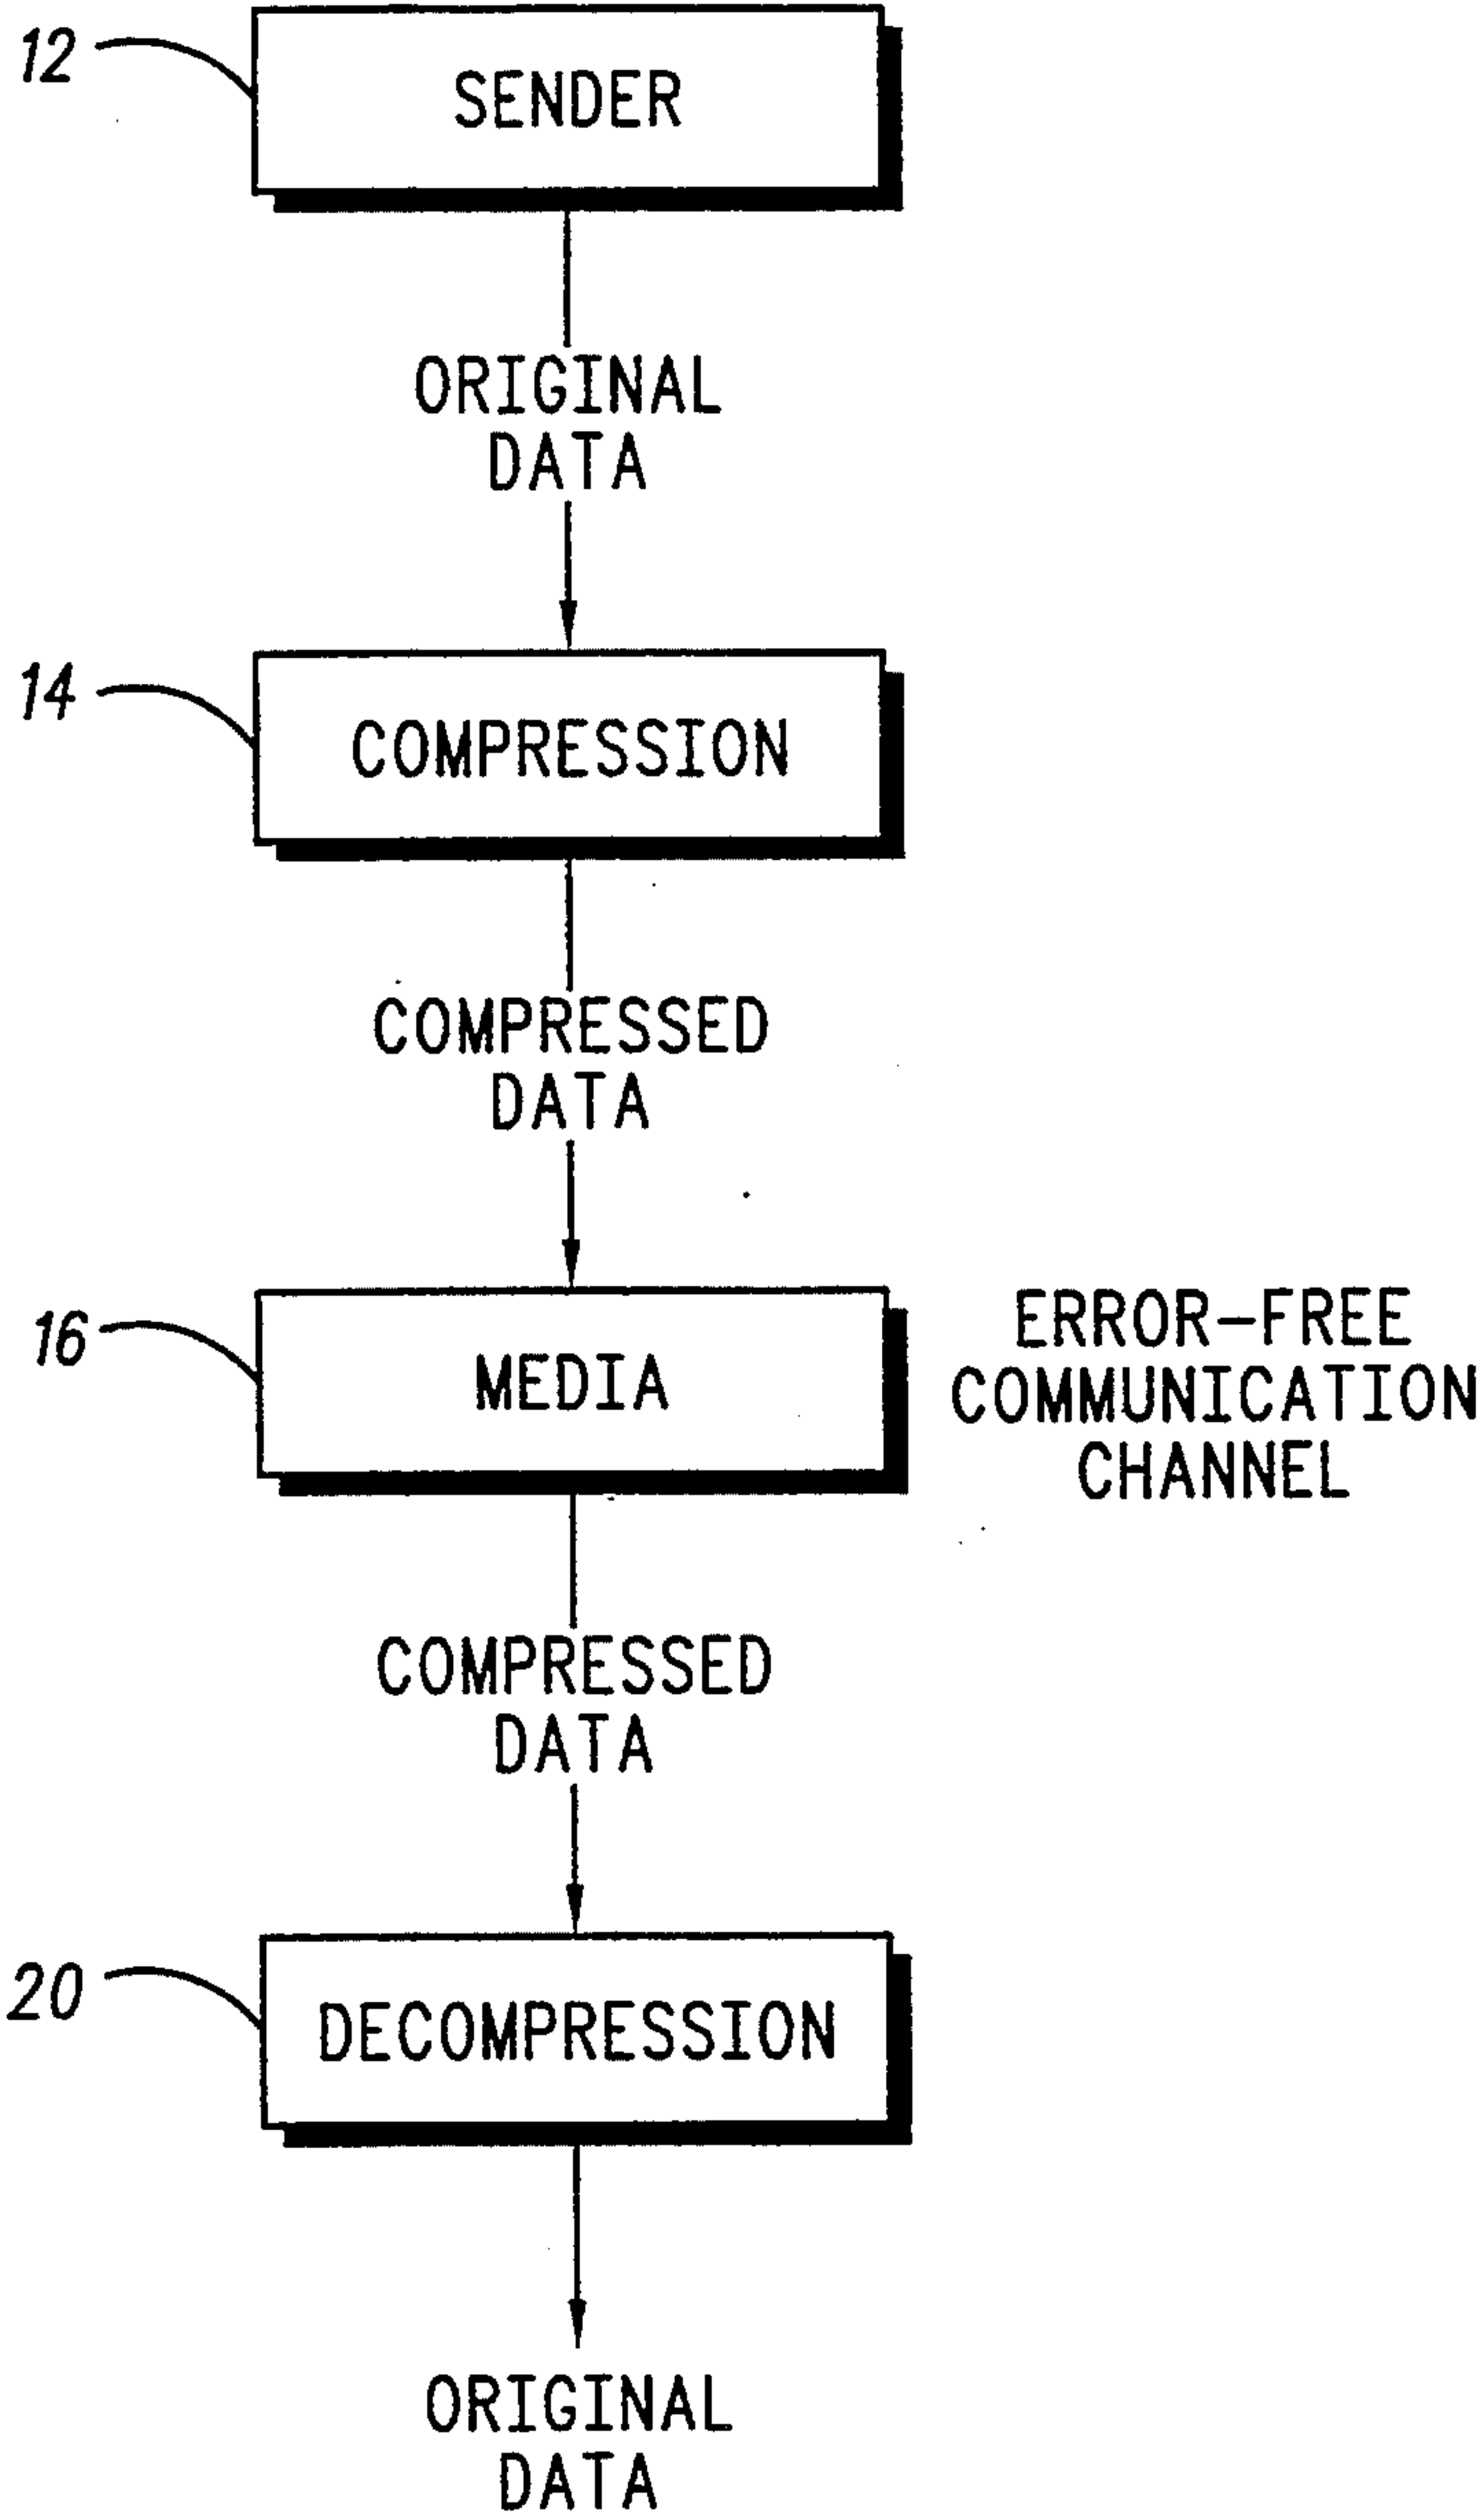 12
SENDER
ORIGINAL
DATA
14
COMPRESSION
COMPRESSED
DATA
16
MEDIA
ERROR-FREE
COMMUNICATION
CHANNEL
COMPRESSED
DATA
20
DECOMPRESSION
ORIGINAL
DATA